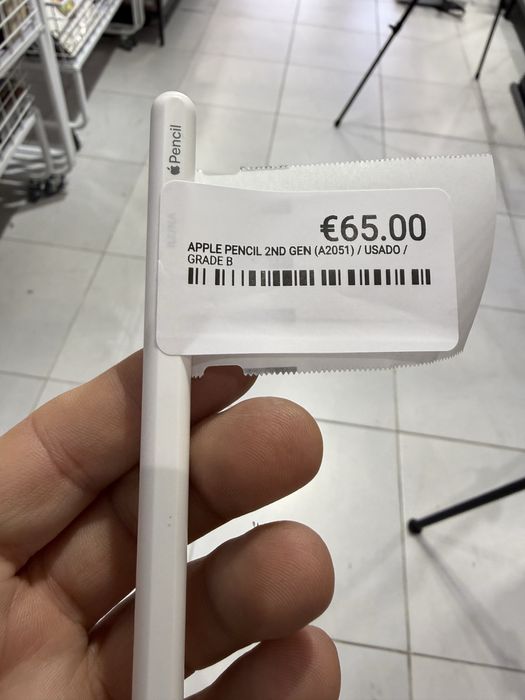 Pencil
€65.00
APPLE PENCIL 2ND GEN (A2051) / USADO /
GRADE B